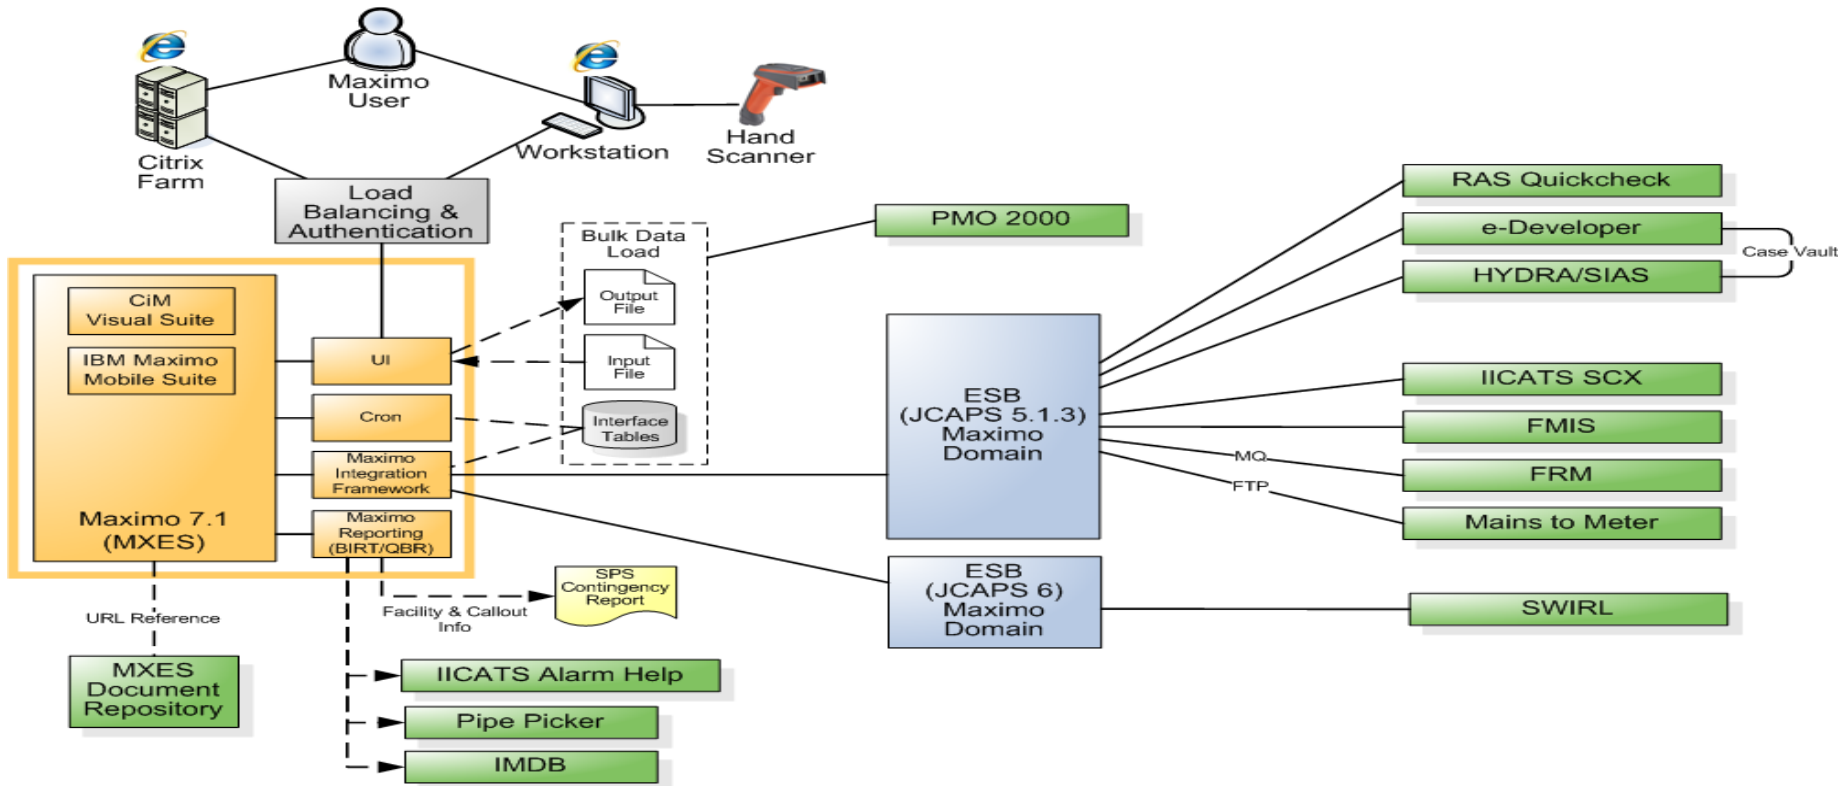 Maximo
User
Citrix
Farm
Workstation
Hand
Scanner
Load
Balancing &
Authentication
Bulk Data
Load
Output
File
Input
File
Interface
Tables
PMO 2000
CiM
Visual Suite
IBM Maximo
Mobile Suite
Maximo 7.1
(MXES)
UI
Cron
Maximo
Integration
Framework
Maximo
Reporting
(BIRT/QBR)
ESB
(JCAPS 5.1.3)
Maximo
Domain
ESB
(JCAPS 6)
Maximo
Domain
RAS Quickcheck
e-Developer
HYDRA/SIAS
Case Vault
IICATS SCX
FMIS
MQ
FRM
FTP
Mains to Meter
SWIRL
SPS
Contingency
Report
Facility & Callout
Info
URL Reference
MXES
Document
Repository
IICATS Alarm Help
Pipe Picker
IMDB